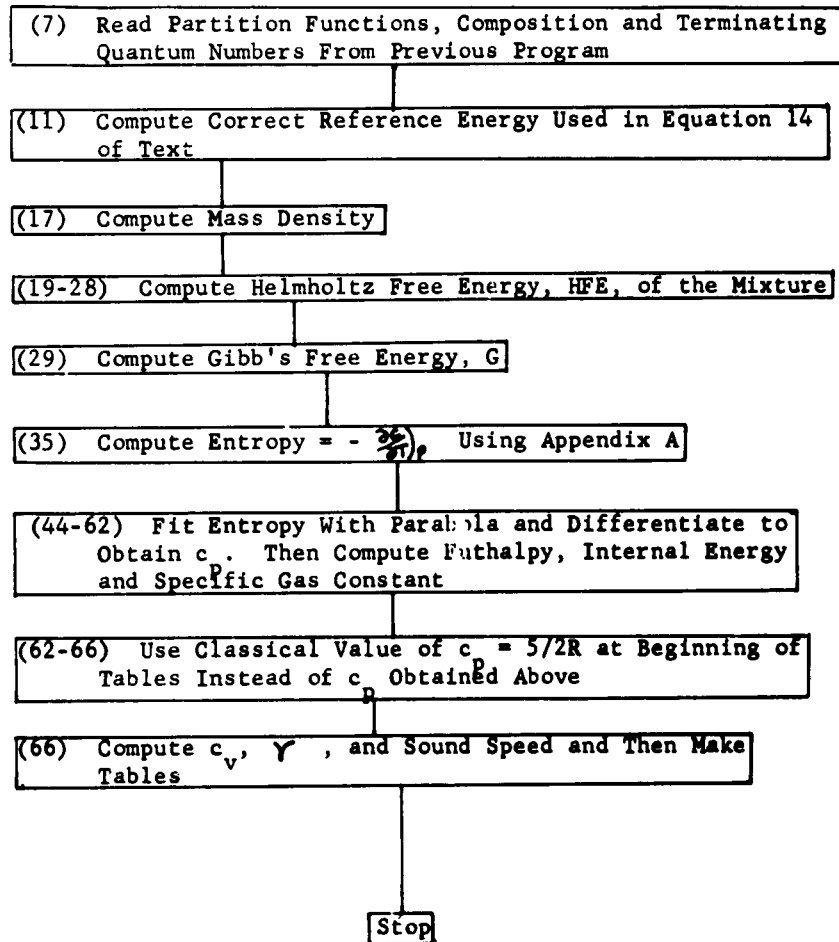 (7) Read Partition Functions, Composition and Terminating
Quantum Numbers From Previous Program
(11) Compute Correct Reference Energy Used in Equation 14
of Text
(17) Compute Mass Density
(19-28) Compute Helmholtz Free Energy, HFE, of the Mixture
(29) Compute Gibb's Free Energy, G
(35) Compute Entropy = - ∂G/∂T)p Using Appendix A
(44-62) Fit Entropy With Parabola and Differentiate to
Obtain c_p. Then Compute Enthalpy, Internal Energy
and Specific Gas Constant
(62-66) Use Classical Value of c_p = 5/2R at Beginning of
Tables Instead of c_p Obtained Above
(66) Compute c_v, γ , and Sound Speed and Then Make
Tables
Stop